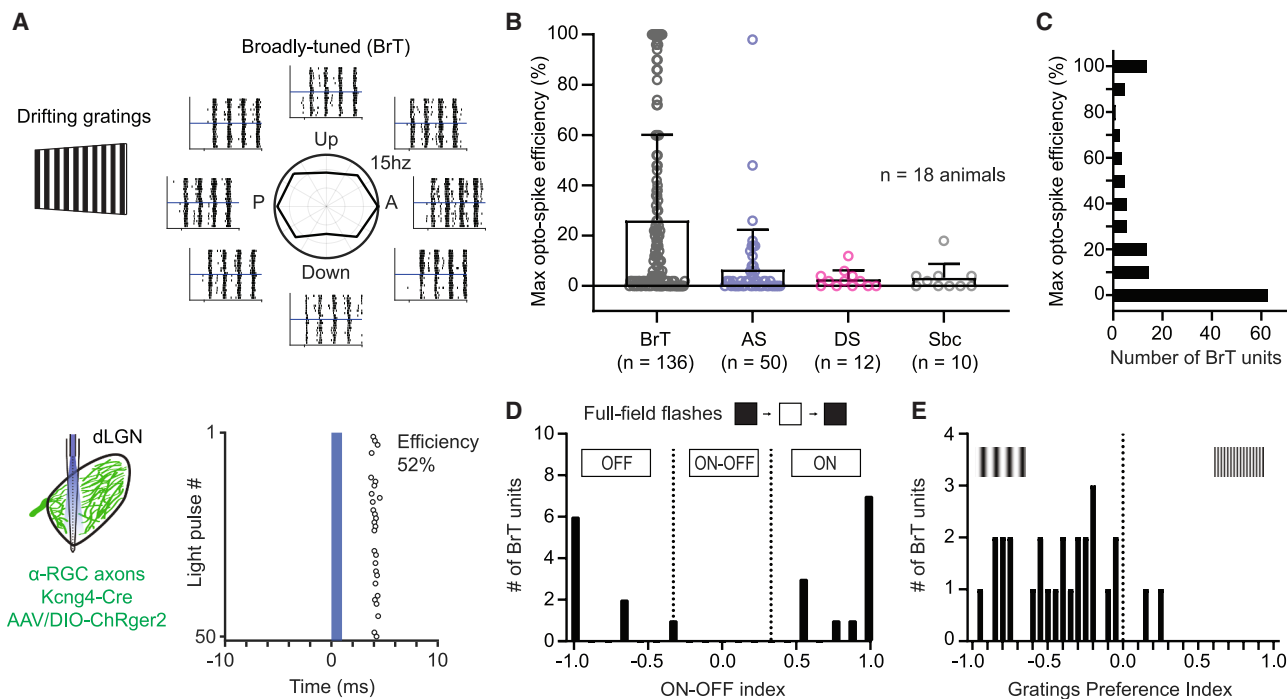 A
Broadly-tuned (BrT)
Drifting gratings
Up
15hz
P
A
Down
dLGN
α-RGC axons
Kcng4-Cre
AAV/DIO-ChRger2
Light pulse #
1
50
Efficiency
52%
-10
0
10
Time (ms)
B
Max opto-spike efficiency (%)
100
80
60
40
20
0
n = 18 animals
BrT
(n = 136)
AS
(n = 50)
DS
(n = 12)
Sbc
(n = 10)
C
Max opto-spike efficiency (%)
100
80
60
40
20
0
0
20
40
60
Number of BrT units
D
Full-field flashes
OFF
ON-OFF
ON
# of BrT units
10
8
6
4
2
0
-1.0
-0.5
0.0
0.5
1.0
ON-OFF index
E
# of BrT units
4
3
2
1
0
-1.0
-0.5
0.0
0.5
1.0
Gratings Preference Index